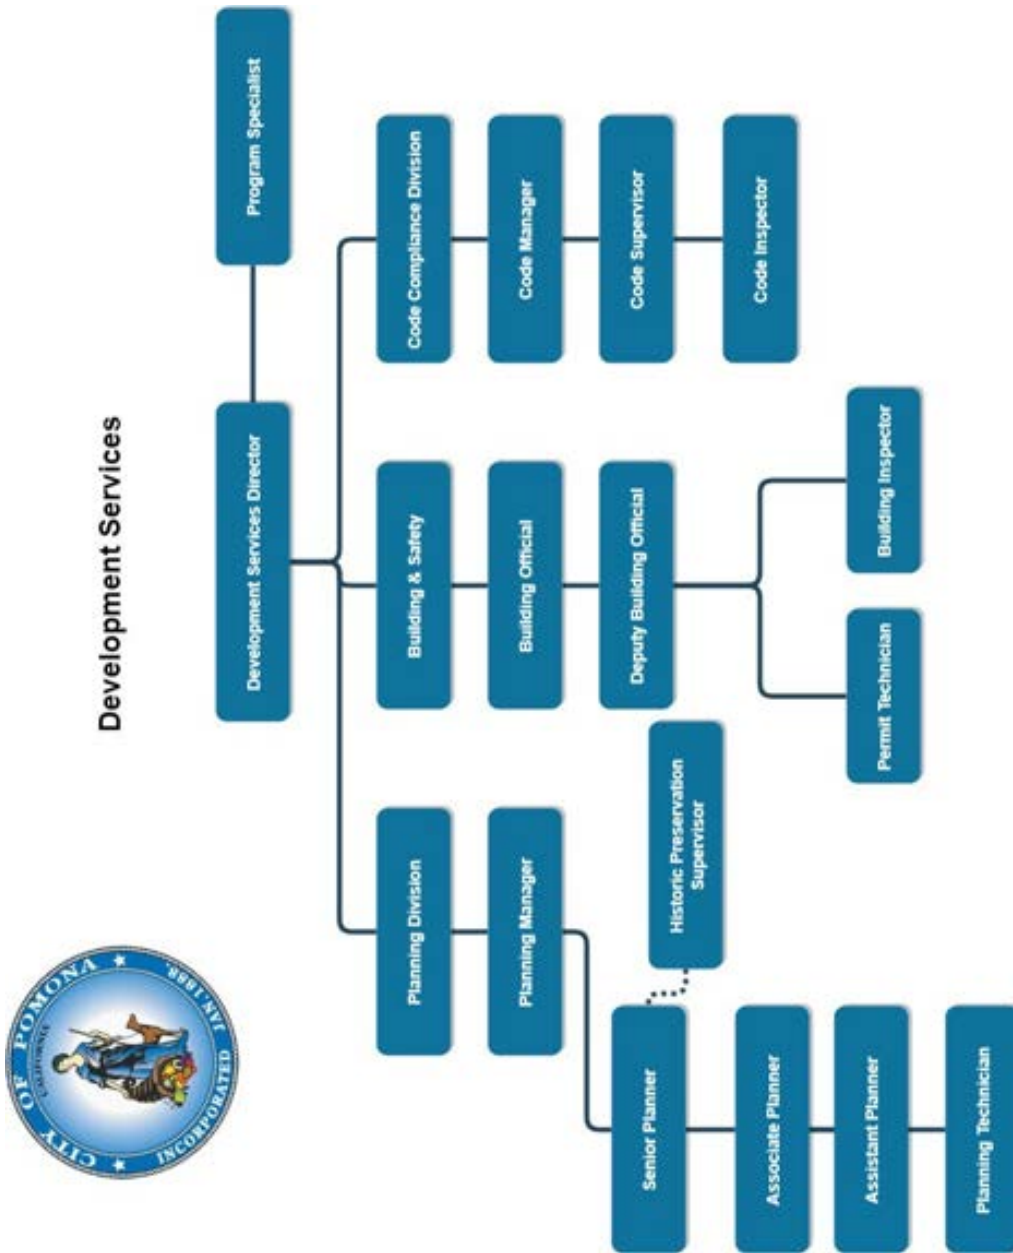 CITY OF POMONA
CALIFORNIA
INCORPORATED
JAN.1888.
Development Services
Development Services Director
Program Specialist
Planning Division
Building & Safety
Code Compliance Division
Planning Manager
Building Official
Code Manager
Senior Planner
Historic Preservation
Supervisor
Deputy Building Official
Code Supervisor
Associate Planner
Code Inspector
Assistant Planner
Permit Technician
Building Inspector
Planning Technician